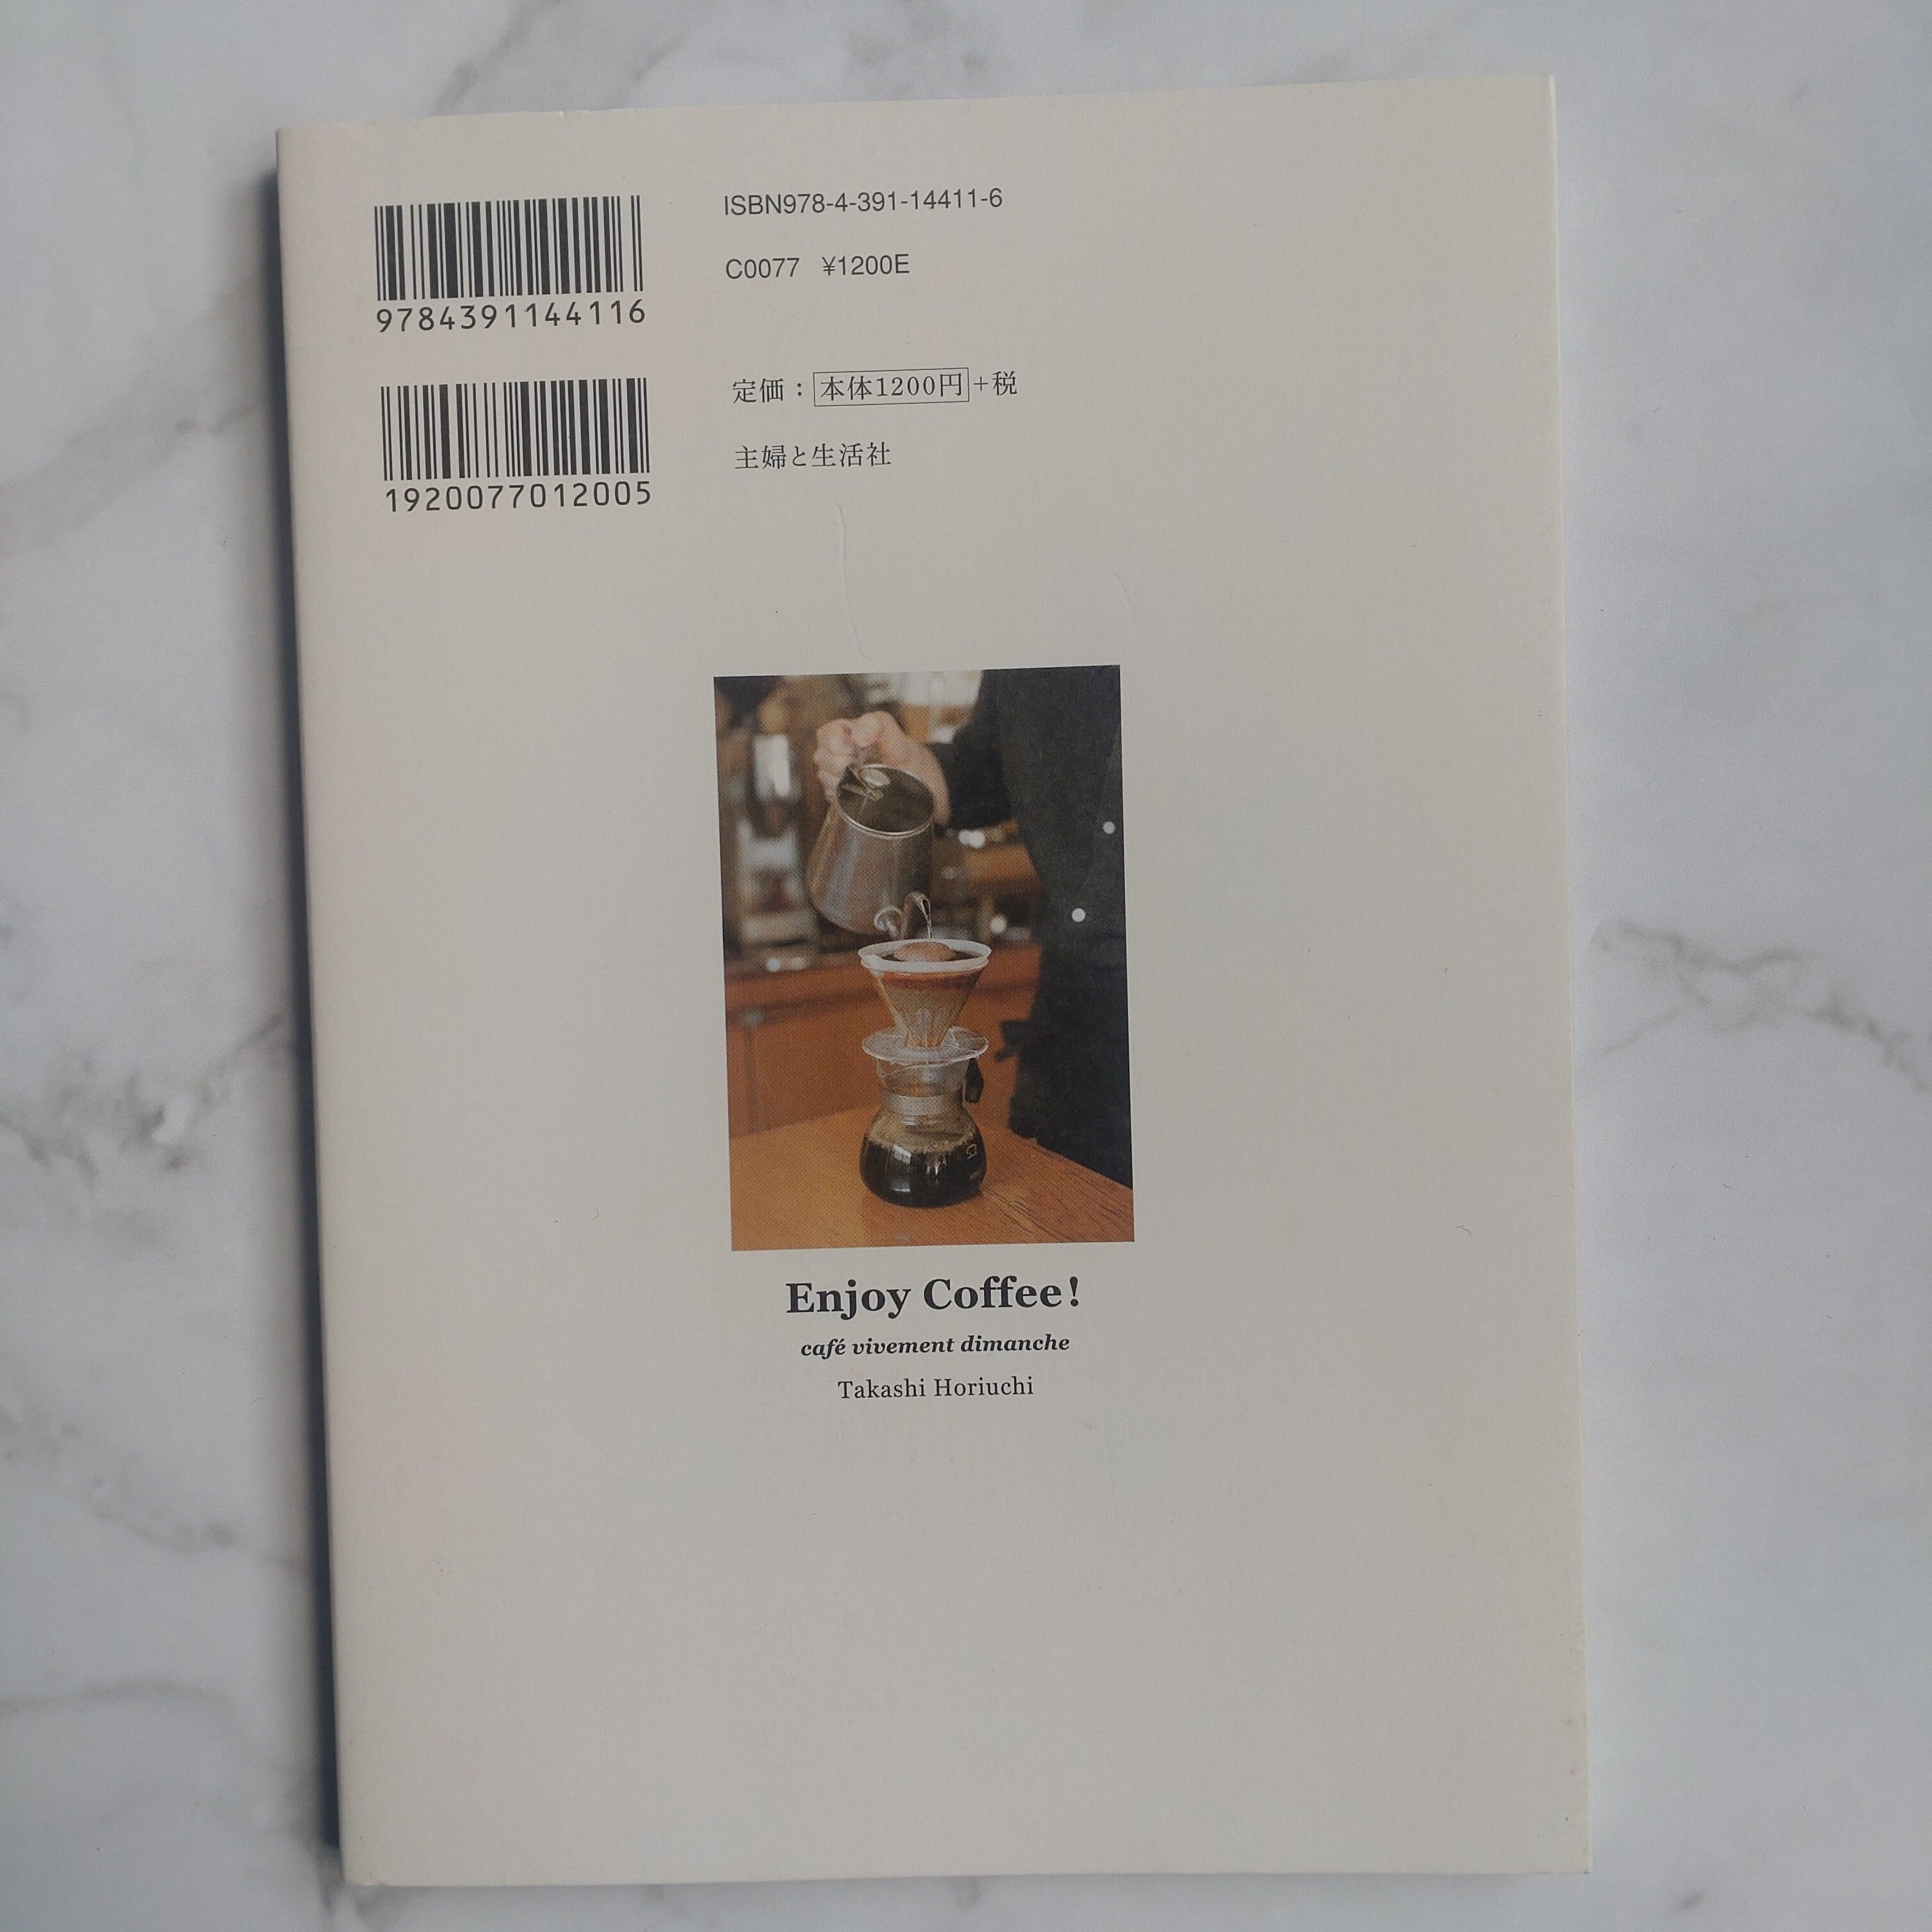 9784391144116
ISBN978-4-391-14411-6
C0077 ¥1200E
1920077012005
定価：本体1200円+税
主婦と生活社
Enjoy Coffee!
café vivement dimanche
Takashi Horiuchi